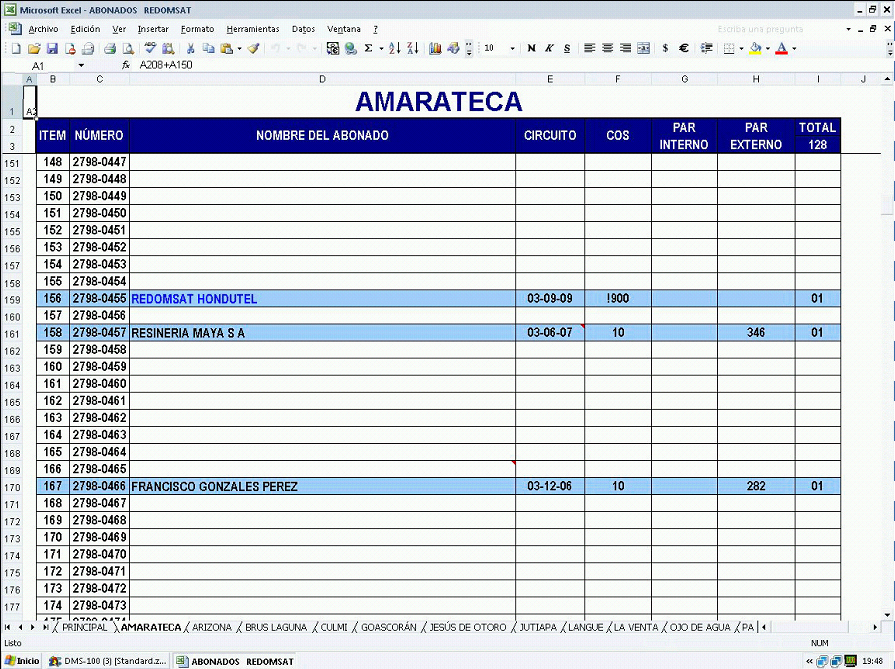 Microsoft Excel - ABONADOS   REDOMSAT
Archivo Edición Ver Insertar Formato Herramientas Datos Ventana ? Escriba una pregunta
10 N K S $ €
A1 fx A208+A150
A B C D E F G H I J
1 AMARATECA
2 ITEM NÚMERO NOMBRE DEL ABONADO CIRCUITO COS PAR INTERNO PAR EXTERNO TOTAL 128
3
151 148 2798-0447
152 149 2798-0448
153 150 2798-0449
154 151 2798-0450
155 152 2798-0451
156 153 2798-0452
157 154 2798-0453
158 155 2798-0454
159 156 2798-0455 REDOMSAT HONDUTEL 03-09-09 !900 01
160 157 2798-0456
161 158 2798-0457 RESINERIA MAYA S A 03-06-07 10 346 01
162 159 2798-0458
163 160 2798-0459
164 161 2798-0460
165 162 2798-0461
166 163 2798-0462
167 164 2798-0463
168 165 2798-0464
169 166 2798-0465
170 167 2798-0466 FRANCISCO GONZALES PEREZ 03-12-06 10 282 01
171 168 2798-0467
172 169 2798-0468
173 170 2798-0469
174 171 2798-0470
175 172 2798-0471
176 173 2798-0472
177 174 2798-0473
PRINCIPAL / AMARATECA / ARIZONA / BRUS LAGUNA / CULMI / GOASCORÁN / JESÚS DE OTORO / JUTIAPA / LANGUE / LA VENTA / OJO DE AGUA / PA
Listo NUM
Inicio DMS-100 (3) [Standard.z... ABONADOS   REDOMSAT « 19:48